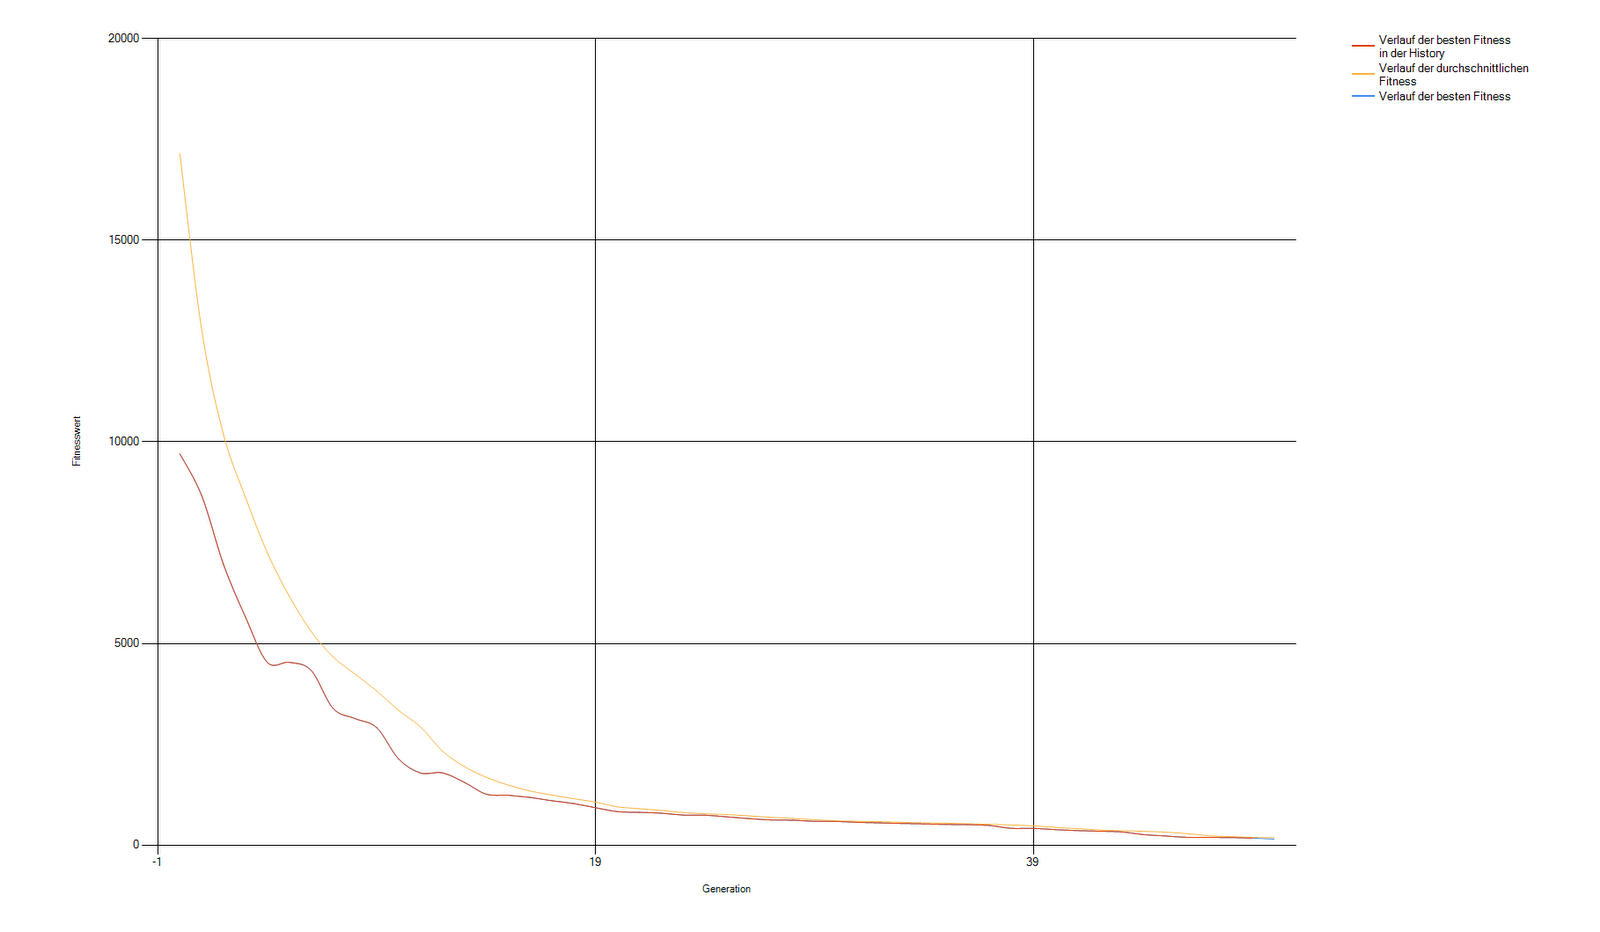 20000
15000
10000
5000
0
-1
19
39
Fitnesswert
Generation
Verlauf der besten Fitness
in der History
Verlauf der durchschnittlichen
Fitness
Verlauf der besten Fitness